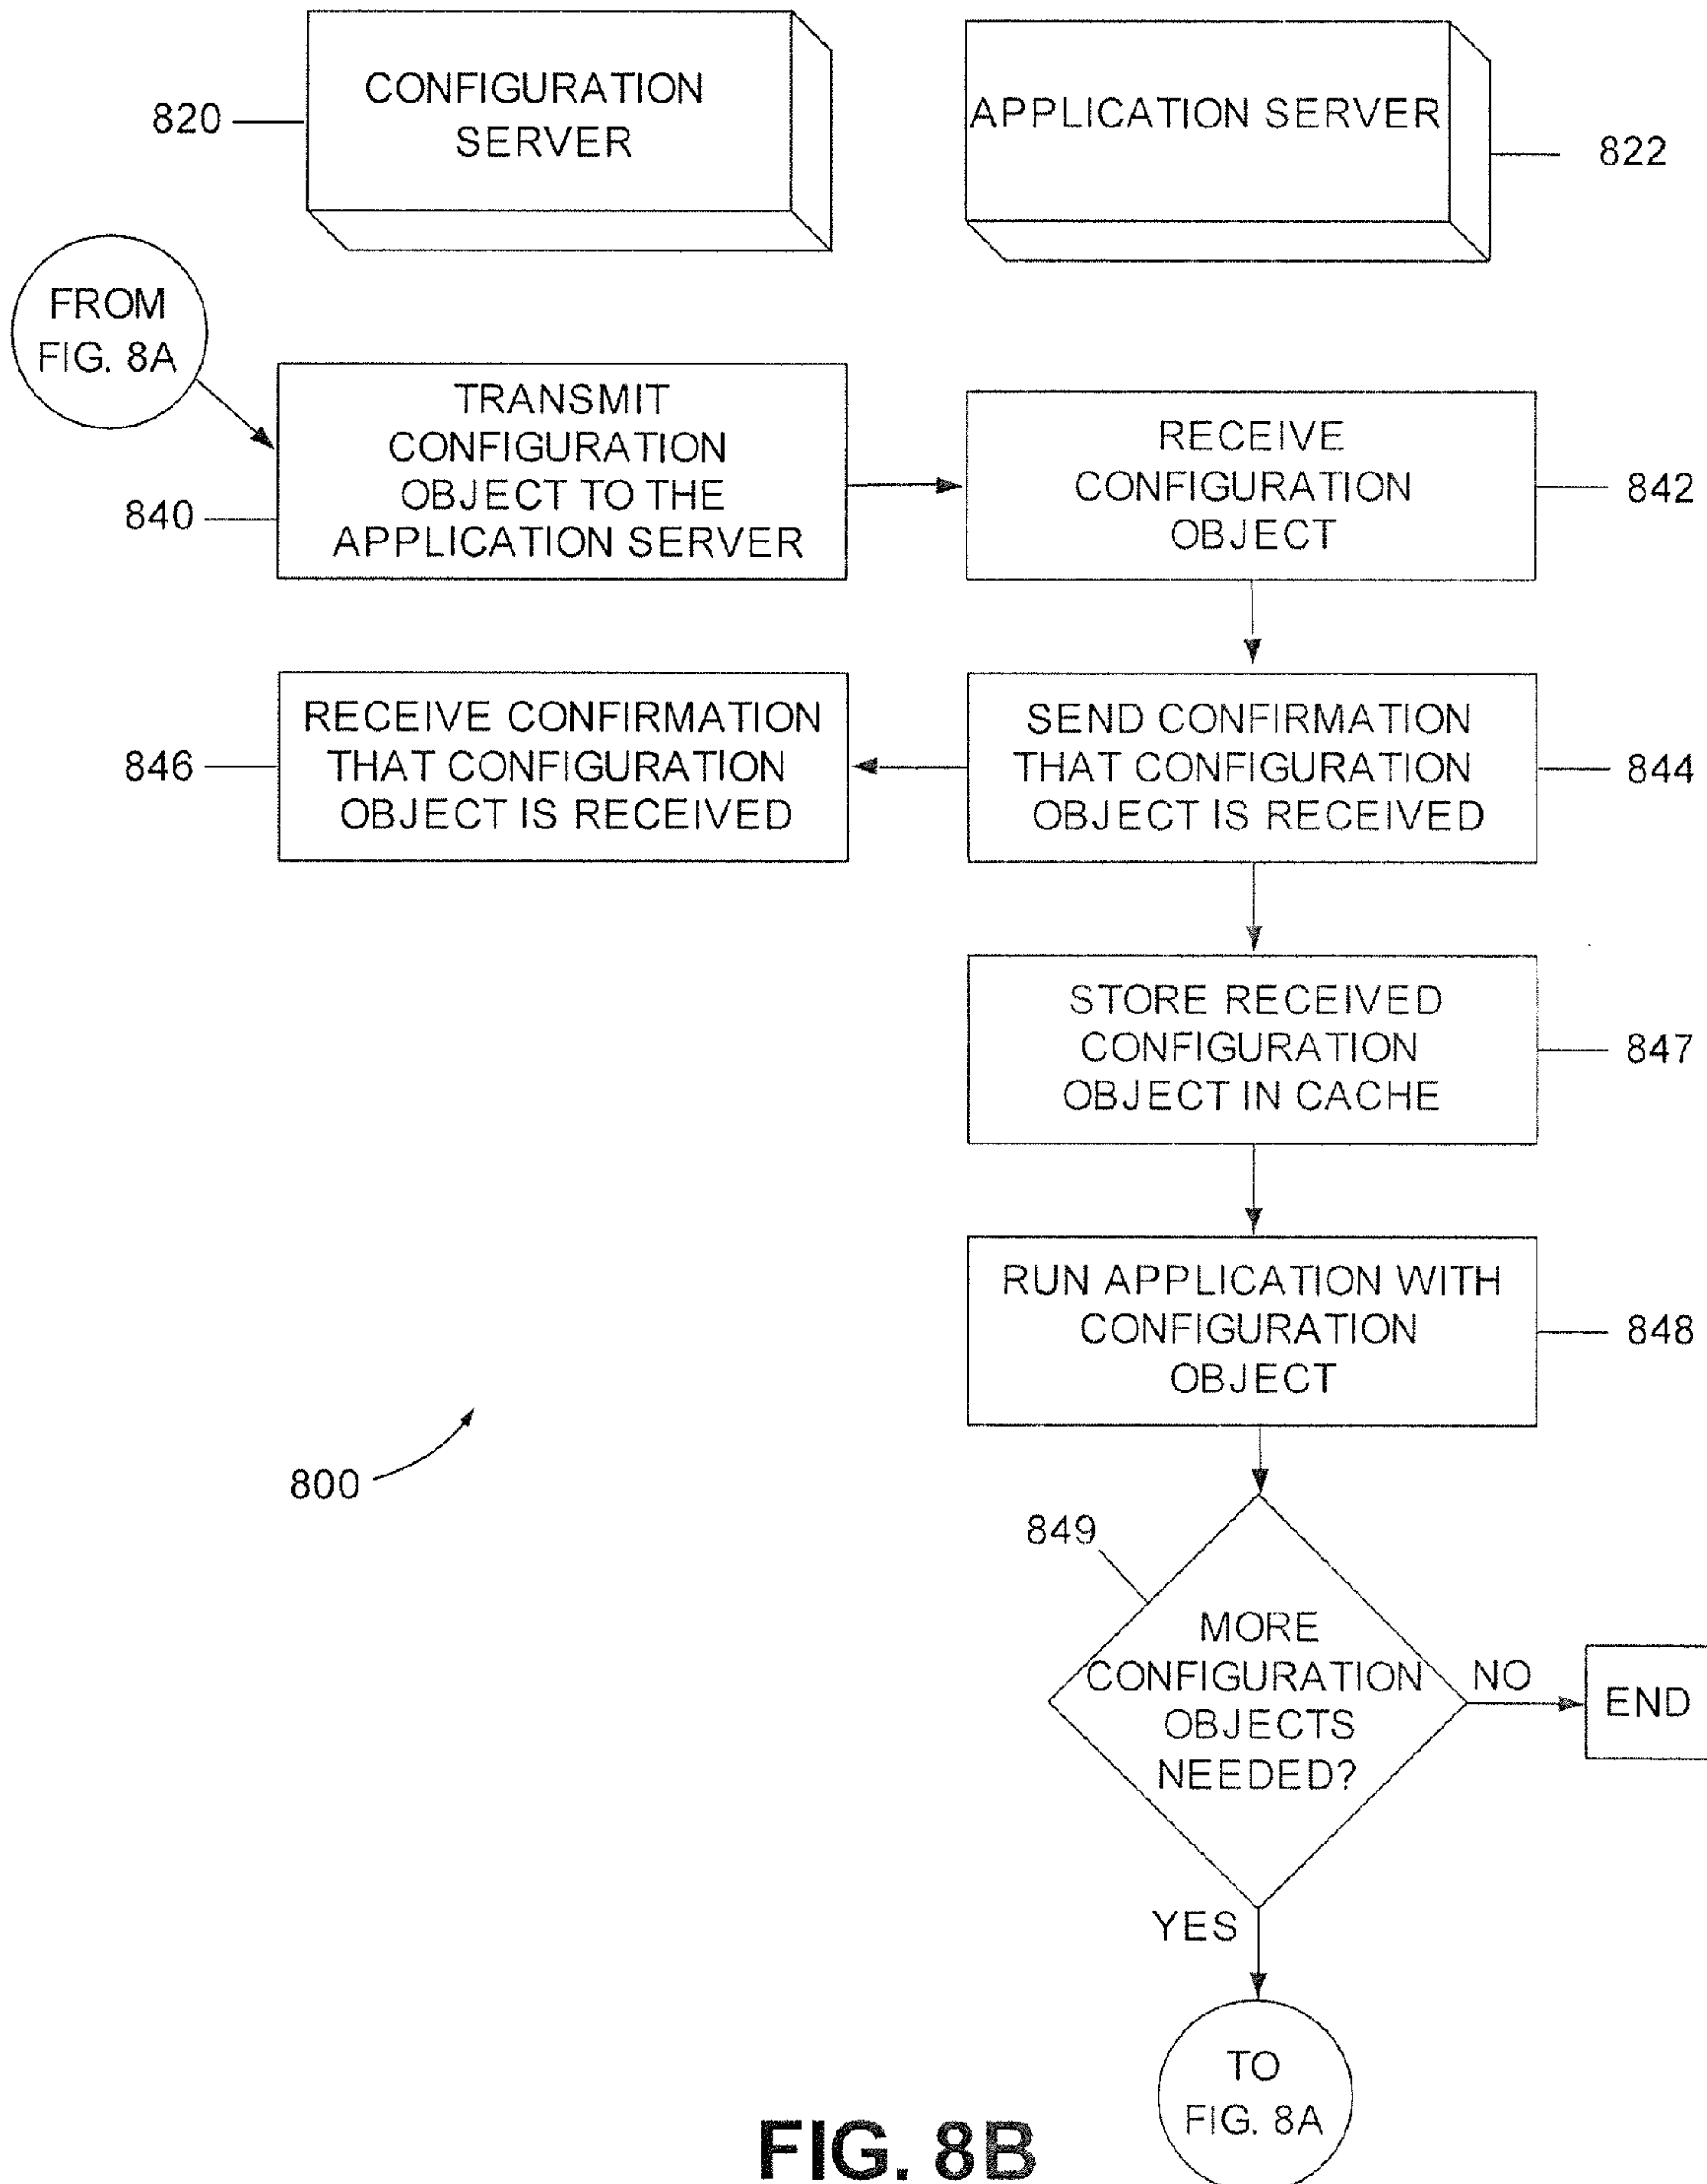 CONFIGURATION
SERVER
820
APPLICATION SERVER
822
FROM
FIG. 8A
TRANSMIT
CONFIGURATION
OBJECT TO THE
APPLICATION SERVER
840
RECEIVE
CONFIGURATION
OBJECT
842
RECEIVE CONFIRMATION
THAT CONFIGURATION
OBJECT IS RECEIVED
846
SEND CONFIRMATION
THAT CONFIGURATION
OBJECT IS RECEIVED
844
STORE RECEIVED
CONFIGURATION
OBJECT IN CACHE
847
RUN APPLICATION WITH
CONFIGURATION
OBJECT
848
800
849
MORE
CONFIGURATION
OBJECTS
NEEDED?
NO
END
YES
TO
FIG. 8A
FIG. 8B